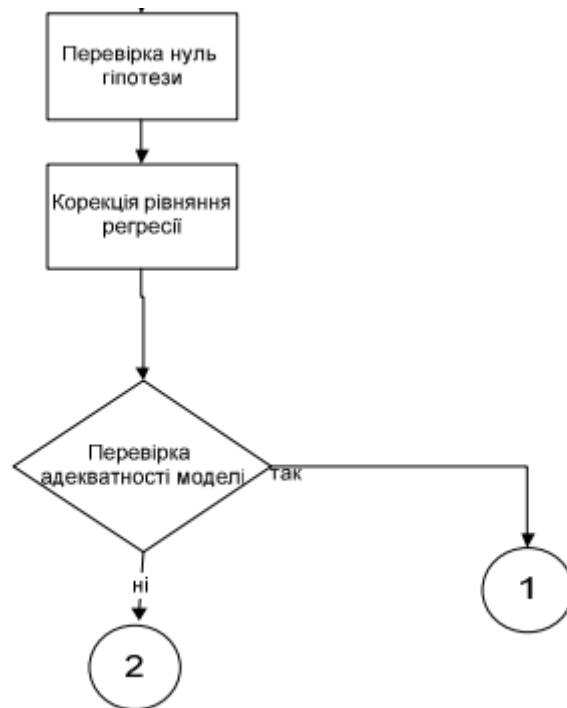 Перевірка нуль
гіпотези
Корекція рівняння
регресії
Перевірка
адекватності моделі
так
ні
1
2